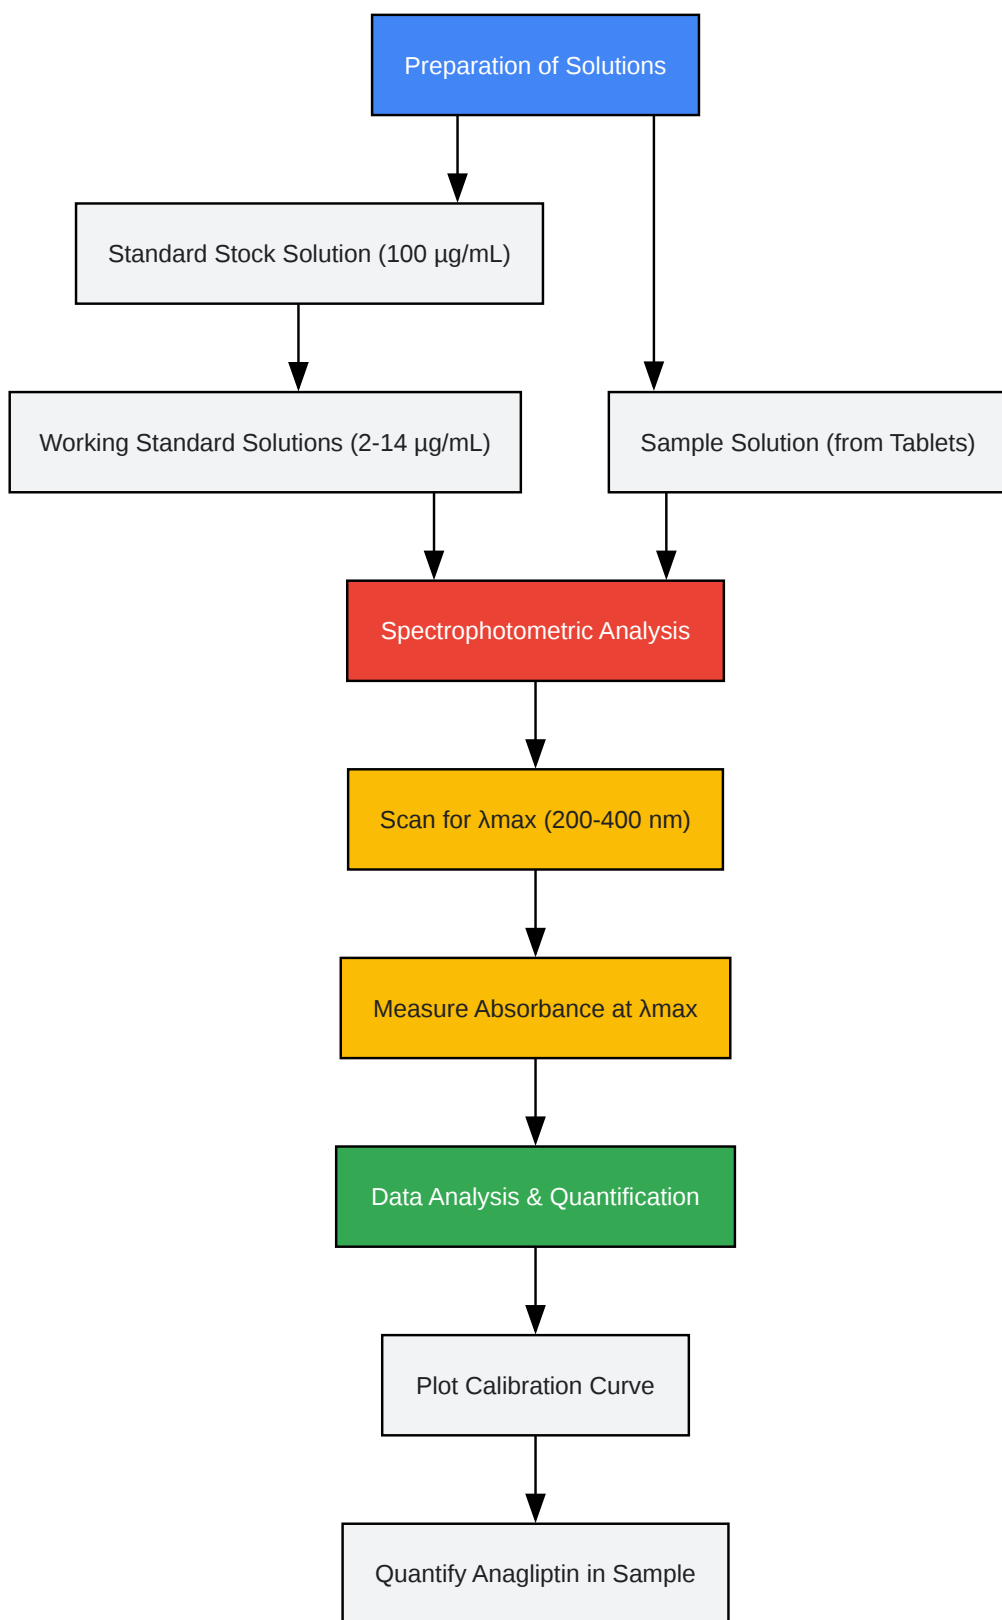 Preparation of Solutions
Standard Stock Solution (100 µg/mL)
Working Standard Solutions (2-14 µg/mL)
Sample Solution (from Tablets)
Spectrophotometric Analysis
Scan for λmax (200-400 nm)
Measure Absorbance at λmax
Data Analysis & Quantification
Plot Calibration Curve
Quantify Anagliptin in Sample